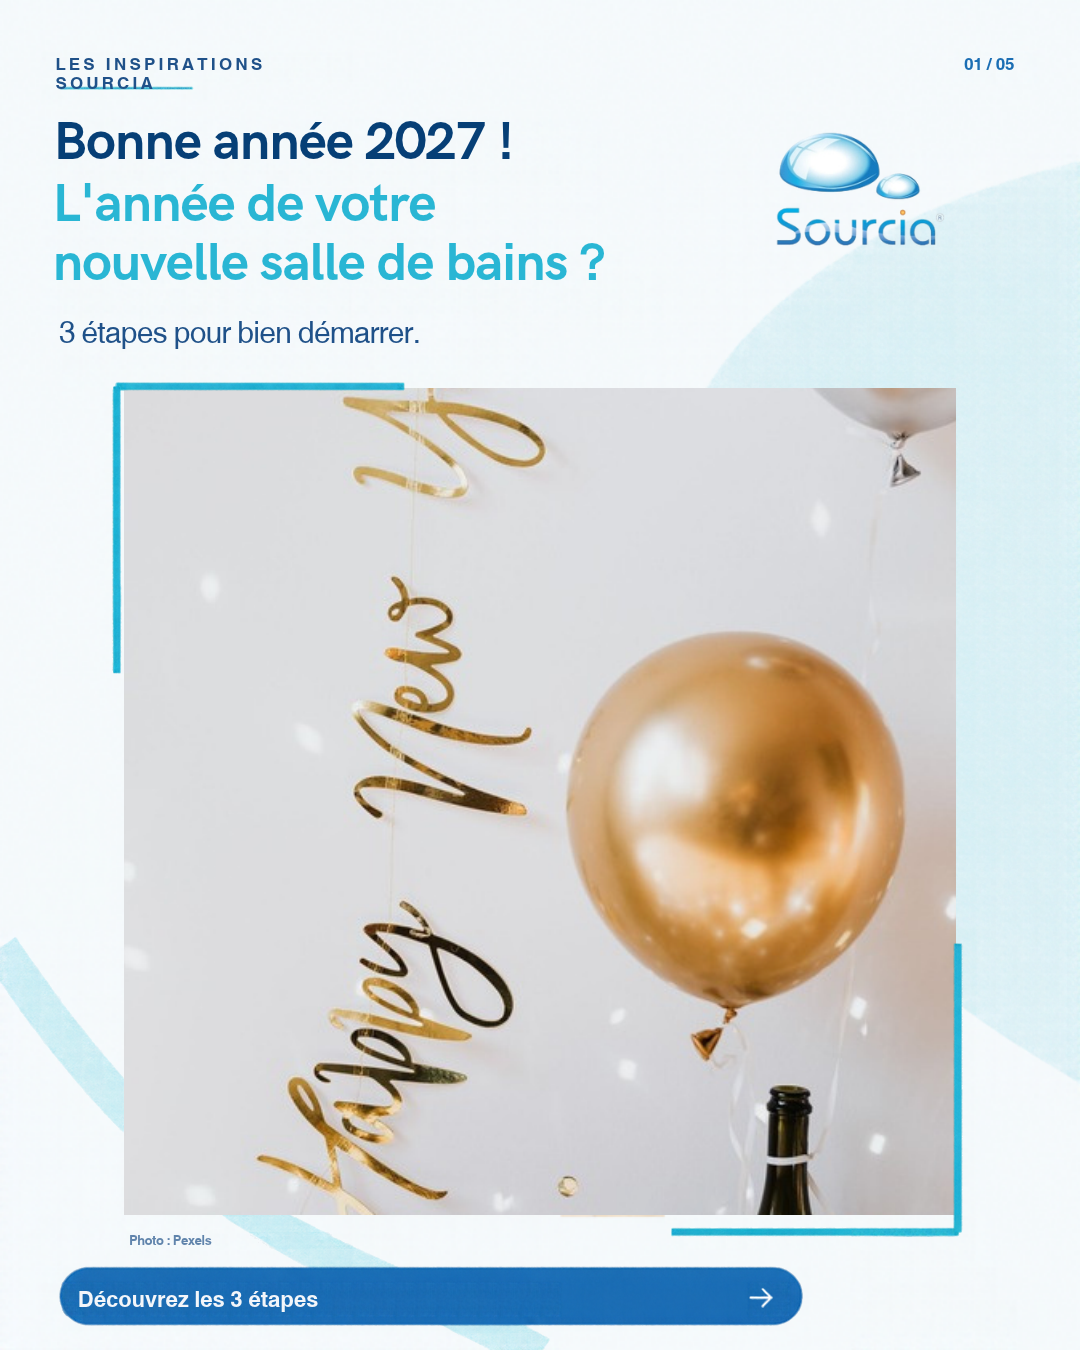 LES INSPIRATIONS
SOURCIA
01 / 05
Bonne année 2027 !
L'année de votre
nouvelle salle de bains ?
Sourcia®
3 étapes pour bien démarrer.
Happy New Y
Photo : Pexels
Découvrez les 3 étapes →